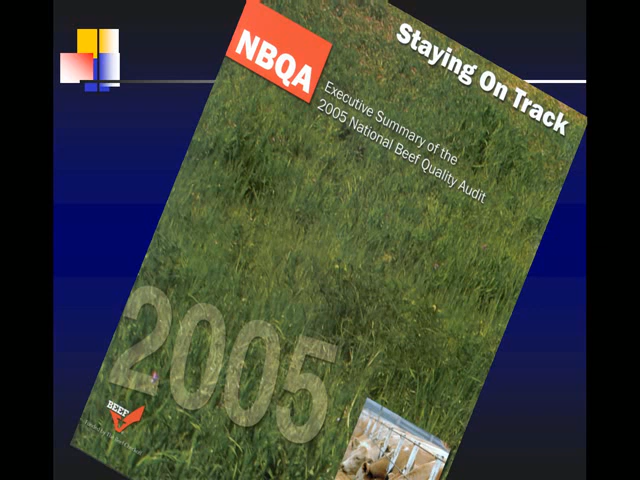 Staying On Track
NBQA
Executive Summary of the
2005 National Beef Quality Audit
2005
BEEF